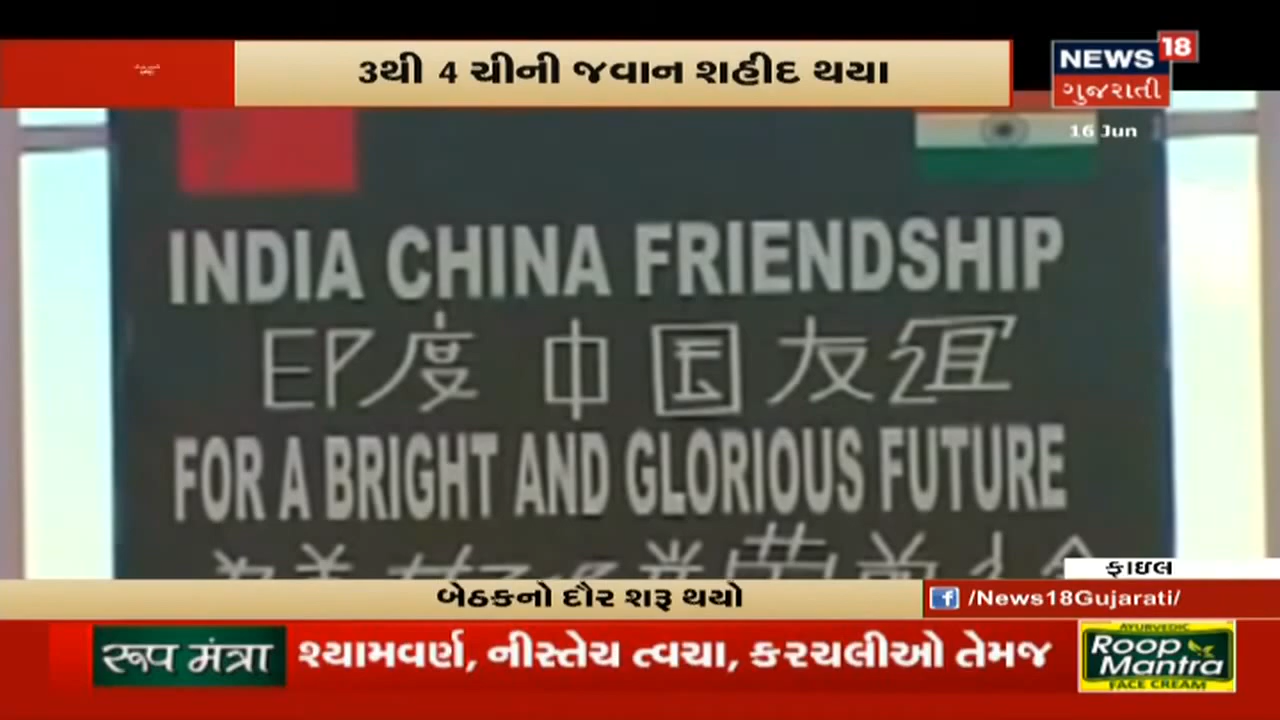 3થી 4 ચીની જવાન શહીદ થયા
NEWS 18
ગુજરાતી
16 Jun
INDIA CHINA FRIENDSHIP
印度 中国友谊
FOR A BRIGHT AND GLORIOUS FUTURE
ફાઇલ
બેઠકનો દૌર શરૂ થયો
/News18Gujarati/
રૂપ મંત્રા
શ્યામવર્ણ, નીસ્તેચ ત્વચા, કરચલીઓ તેમજ
AYURVEDIC
Roop
Mantra
FACE CREAM